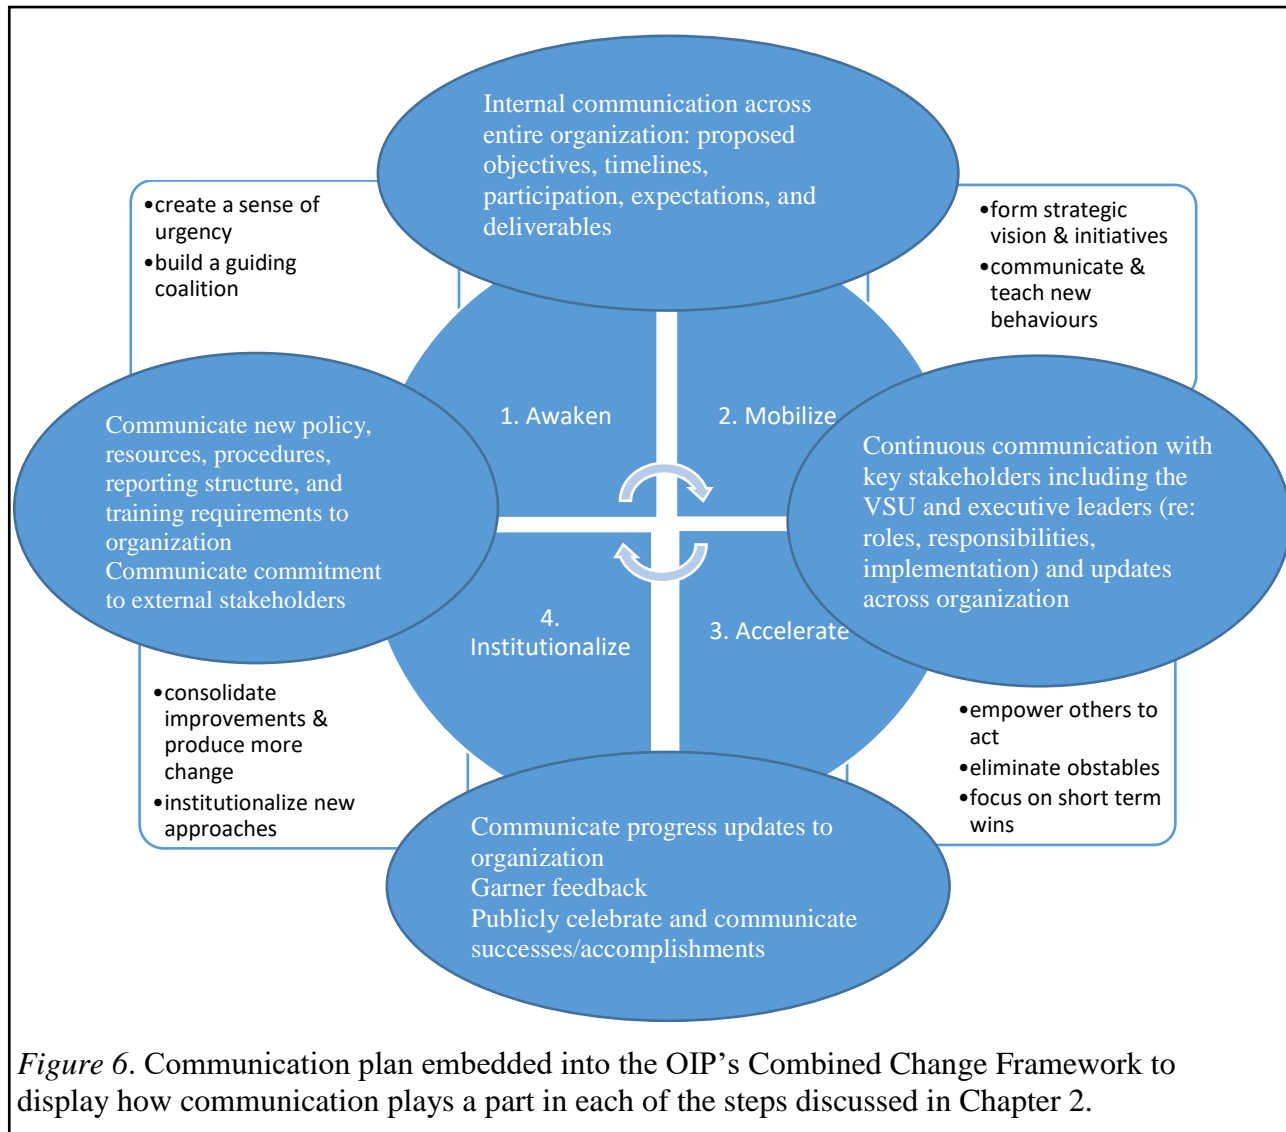 Internal communication across
entire organization: proposed
objectives, timelines,
participation, expectations, and
deliverables
•create a sense of
urgency
•build a guiding
coalition
•form strategic
vision & initiatives
•communicate &
teach new
behaviours
1. Awaken
2. Mobilize
Communicate new policy,
resources, procedures,
reporting structure, and
training requirements to
organization
Communicate commitment
to external stakeholders
Continuous communication with
key stakeholders including the
VSU and executive leaders (re:
roles, responsibilities,
implementation) and updates
across organization
4.
Institutionalize
3. Accelerate
•consolidate
improvements &
produce more
change
•institutionalize new
approaches
•empower others to
act
•eliminate obstables
•focus on short term
wins
Communicate progress updates to
organization
Garner feedback
Publicly celebrate and communicate
successes/accomplishments
Figure 6. Communication plan embedded into the OIP’s Combined Change Framework to
display how communication plays a part in each of the steps discussed in Chapter 2.